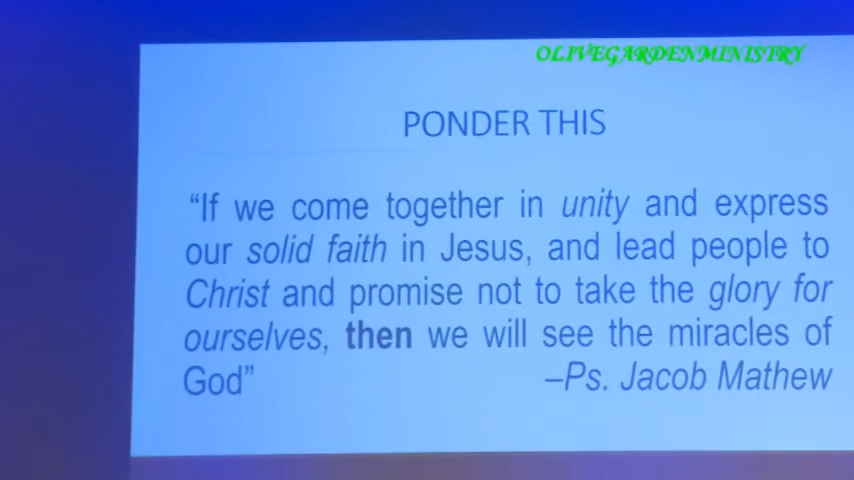 OLIVEGARDENMINISTRY
PONDER THIS
“If we come together in unity and express
our solid faith in Jesus, and lead people to
Christ and promise not to take the glory for
ourselves, then we will see the miracles of
God” –Ps. Jacob Mathew